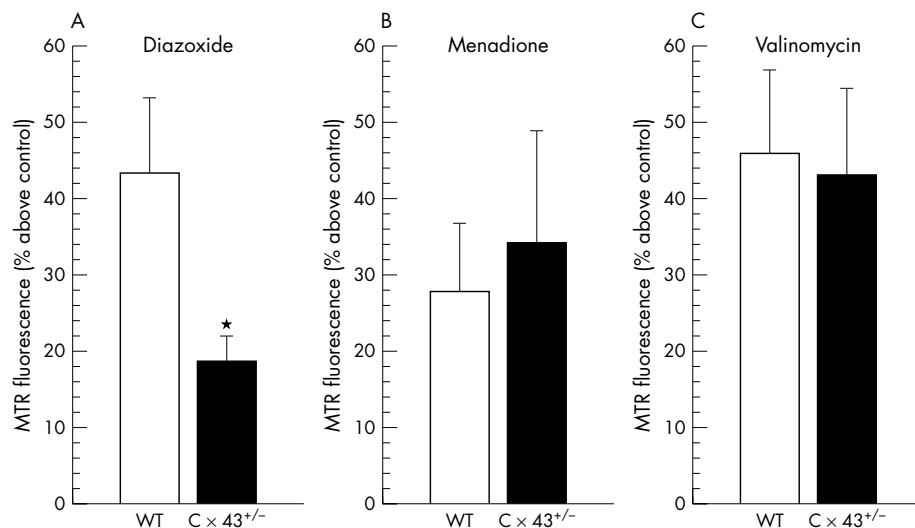 A
Diazoxide
MTR fluorescence (% above control)
60
50
40
30
20
10
0
WT C × 43+/−
B
Menadione
MTR fluorescence (% above control)
60
50
40
30
20
10
0
WT C × 43+/−
C
Valinomycin
MTR fluorescence (% above control)
60
50
40
30
20
10
0
WT C × 43+/−